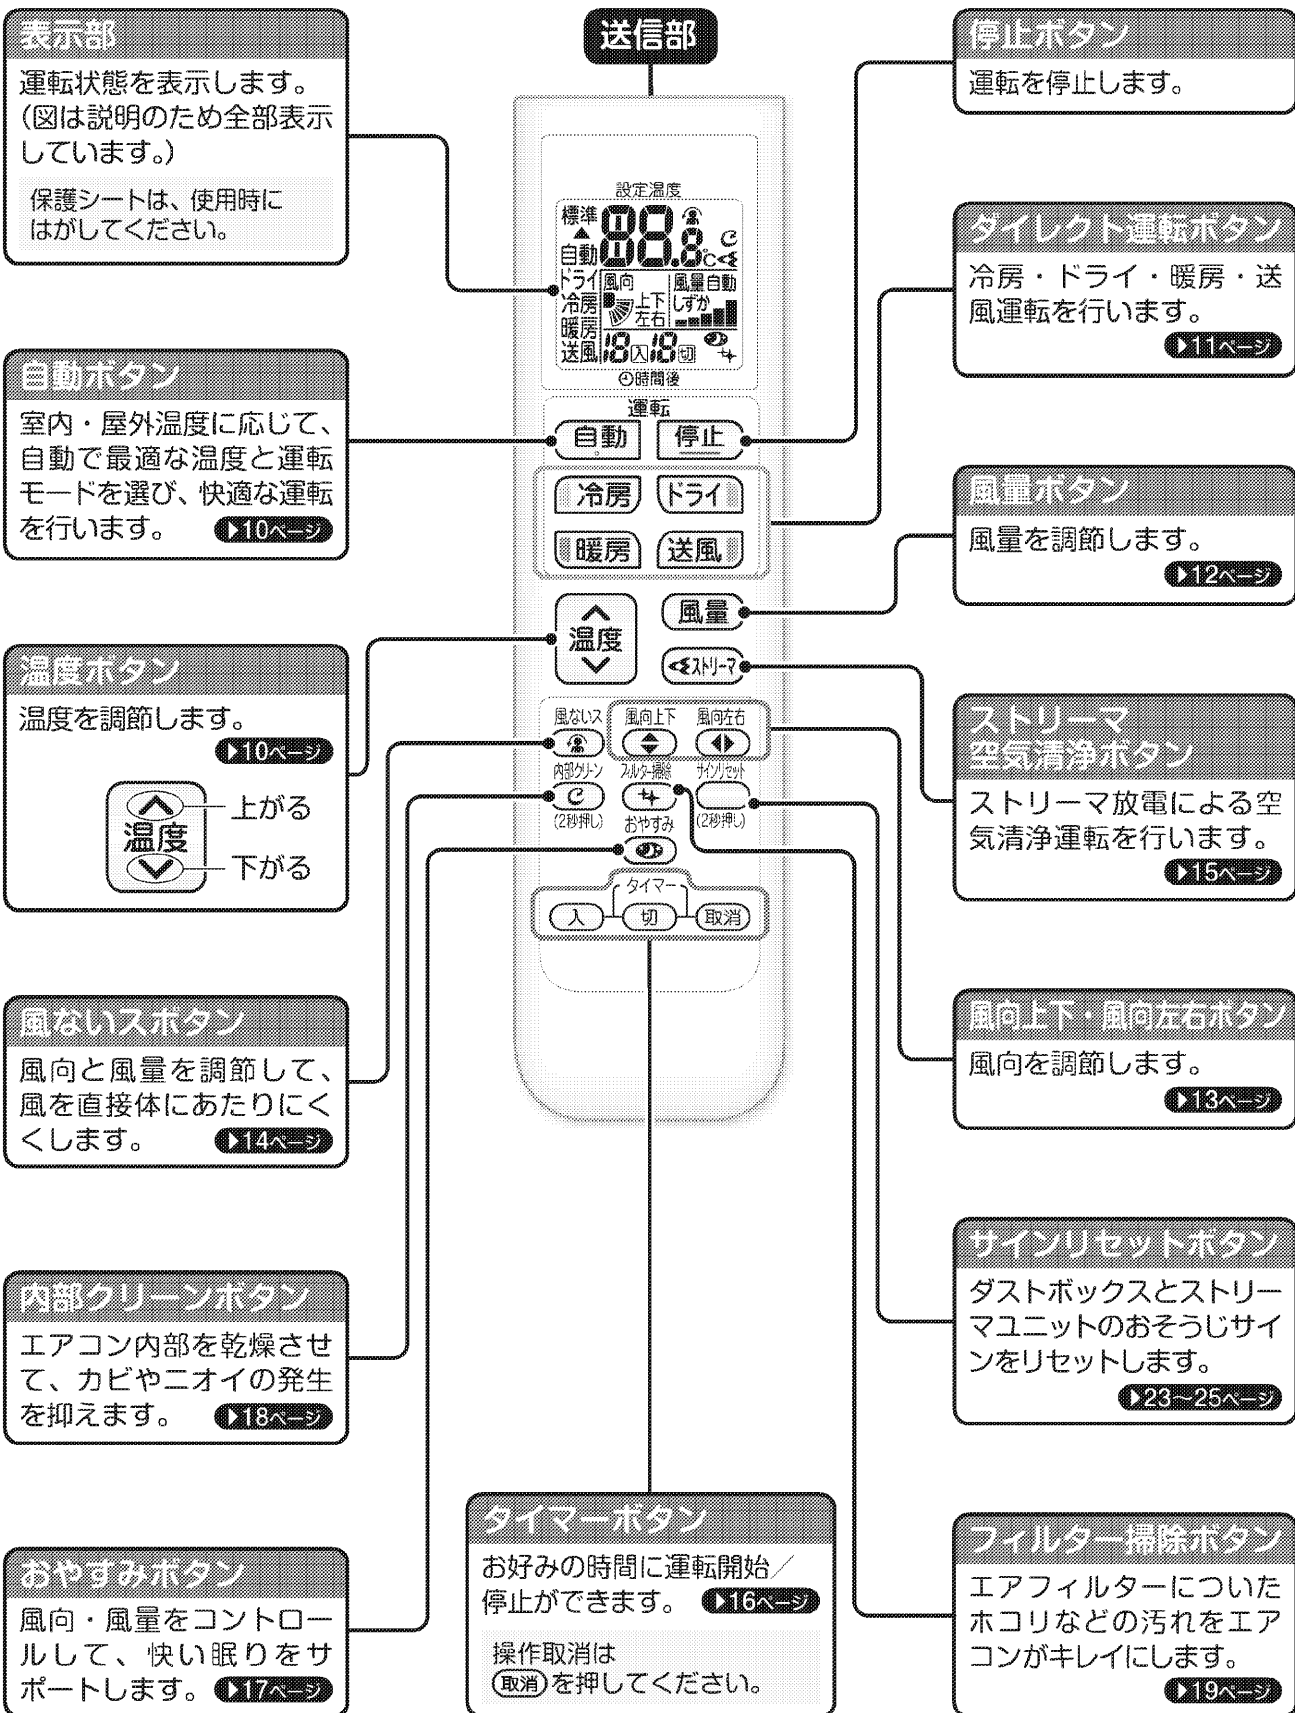 表示部
運転状態を表示します。
(図は説明のため全部表示
しています。)
保護シートは、使用時に
はがしてください。
自動ボタン
室内・屋外温度に応じて、
自動で最適な温度と運転
モードを選び、快適な運転
を行います。 ▶10ページ
温度ボタン
温度を調節します。
▶10ページ
温度
上がる
下がる
風ないスボタン
風向と風量を調節して、
風を直接体にあたりにく
くします。 ▶14ページ
内部クリーンボタン
エアコン内部を乾燥させ
て、カビやニオイの発生
を抑えます。 ▶18ページ
おやすみボタン
風向・風量をコントロー
ルして、快い眠りをサ
ポートします。 ▶17ページ
送信部
設定温度
標準 88.8℃
自動
ドライ 風向 風量自動
冷房 上下 しずか
暖房 左右
送風 18入 18切
時間後
運転
自動 停止
冷房 ドライ
暖房 送風
温度 風量
ストリーマ
風ないス 風向上下 風向左右
内部クリーン フィルター掃除 サインリセット
(2秒押し) おやすみ (2秒押し)
タイマー
入 切 取消
タイマーボタン
お好みの時間に運転開始/
停止ができます。 ▶16ページ
操作取消は
取消を押してください。
停止ボタン
運転を停止します。
ダイレクト運転ボタン
冷房・ドライ・暖房・送
風運転を行います。
▶11ページ
風量ボタン
風量を調節します。
▶12ページ
ストリーマ
空気清浄ボタン
ストリーマ放電による空
気清浄運転を行います。
▶15ページ
風向上下・風向左右ボタン
風向を調節します。
▶13ページ
サインリセットボタン
ダストボックスとストリー
マユニットのおそうじサイ
ンをリセットします。
▶23~25ページ
フィルター掃除ボタン
エアフィルターについた
ホコリなどの汚れをエア
コンがキレイにします。
▶19ページ